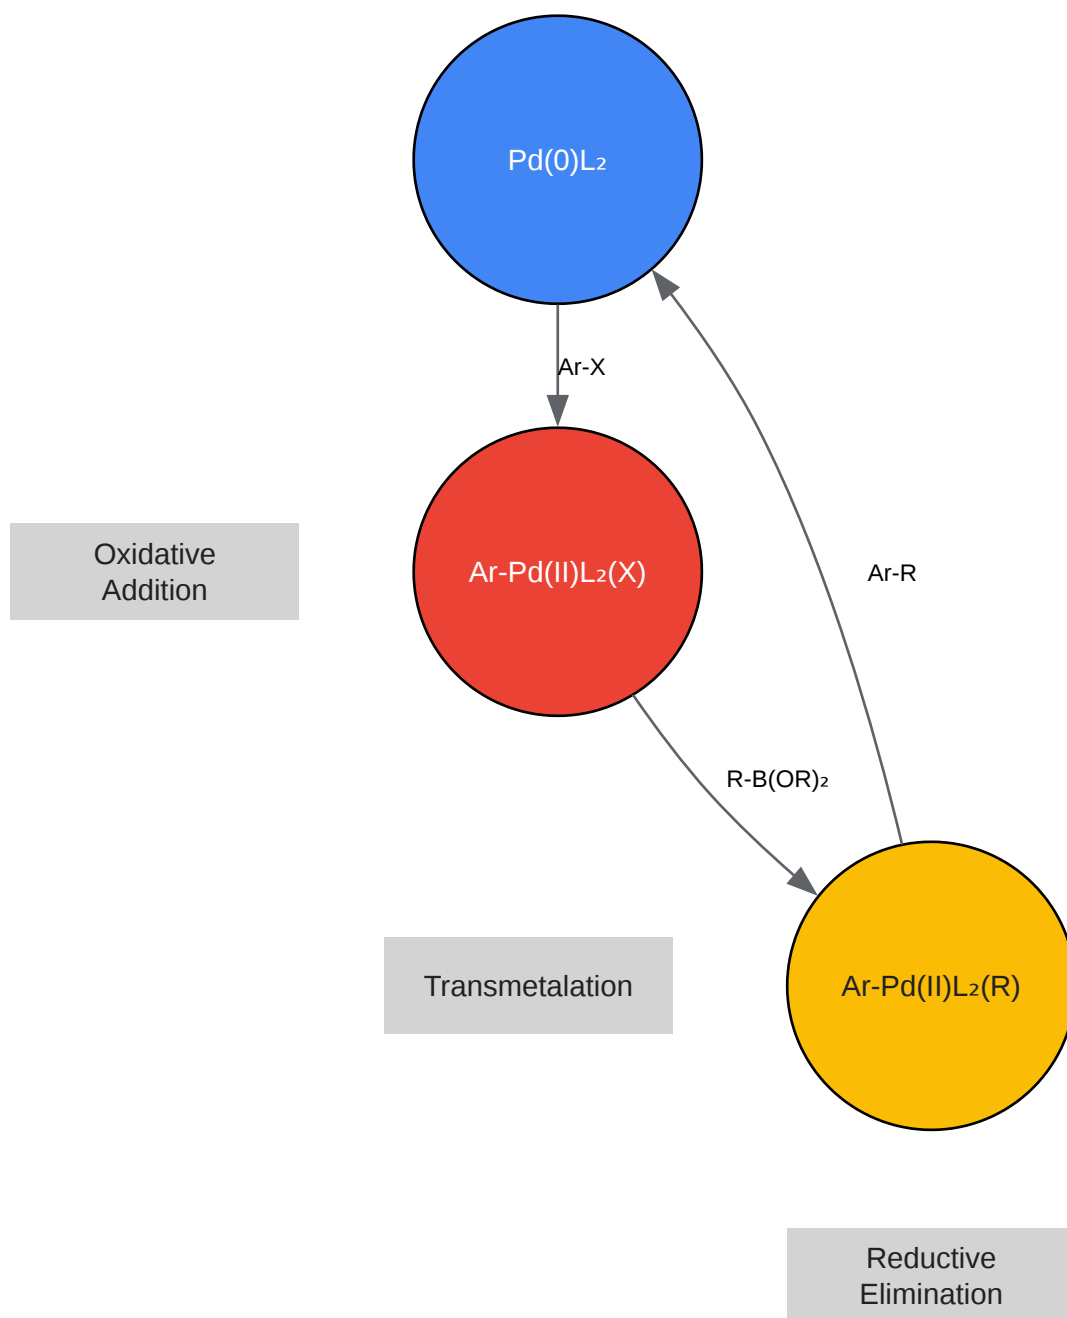 Pd(0)L₂
Ar-X
Oxidative
Addition
Ar-Pd(II)L₂(X)
Ar-R
R-B(OR)₂
Transmetalation
Ar-Pd(II)L₂(R)
Reductive
Elimination